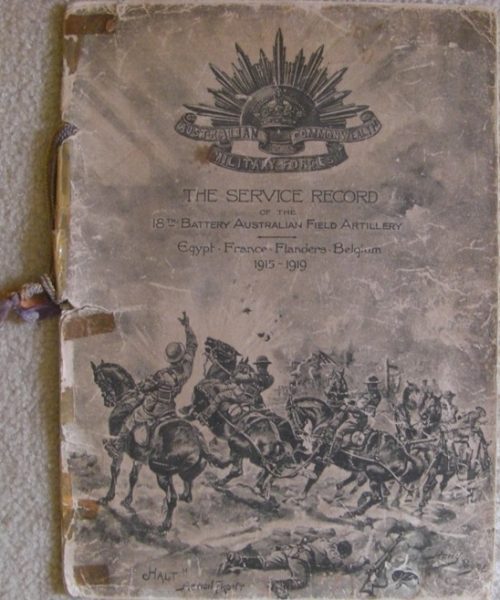 AUSTRALIAN COMMONWEALTH
MILITARY FORCES
THE SERVICE RECORD
OF THE
18TH BATTERY AUSTRALIAN FIELD ARTILLERY
Egypt · France · Flanders · Belgium
1915 - 1919
"HALT"